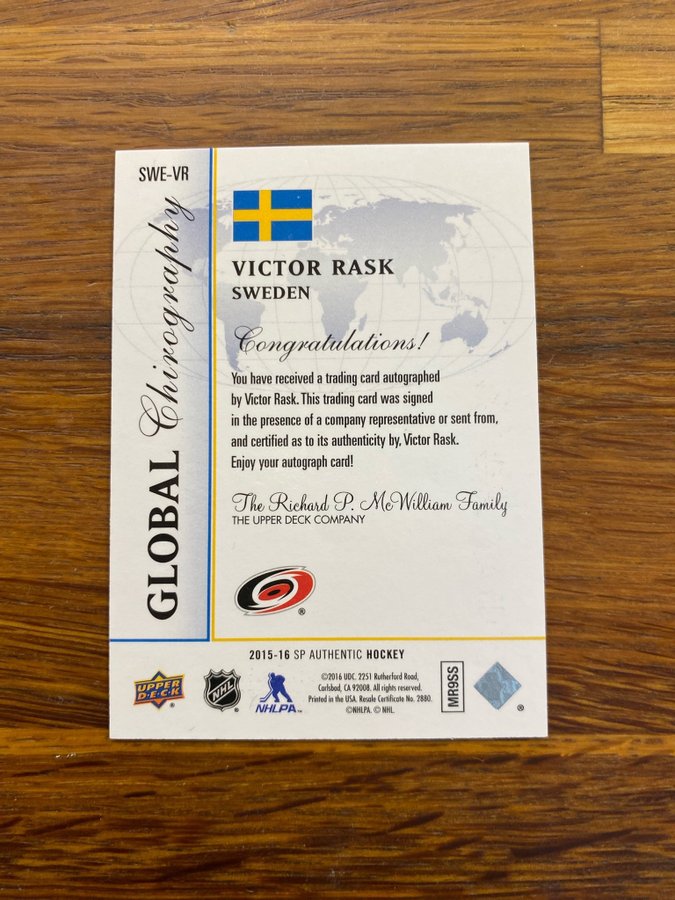 SWE-VR
GLOBAL Chirography
VICTOR RASK
SWEDEN
Congratulations!
You have received a trading card autographed
by Victor Rask. This trading card was signed
in the presence of a company representative or sent from,
and certified as to its authenticity by, Victor Rask.
Enjoy your autograph card!
The Richard P. McWilliam Family
THE UPPER DECK COMPANY
®
2015-16 SP AUTHENTIC HOCKEY
UPPER DECK ®
NHL ®
NHLPA™
©2016 UDC. 2251 Rutherford Road,
Carlsbad, CA 92008. All rights reserved.
Printed in the USA. Resale Certificate No. 2880.
©NHLPA. © NHL.
MR9SS
®